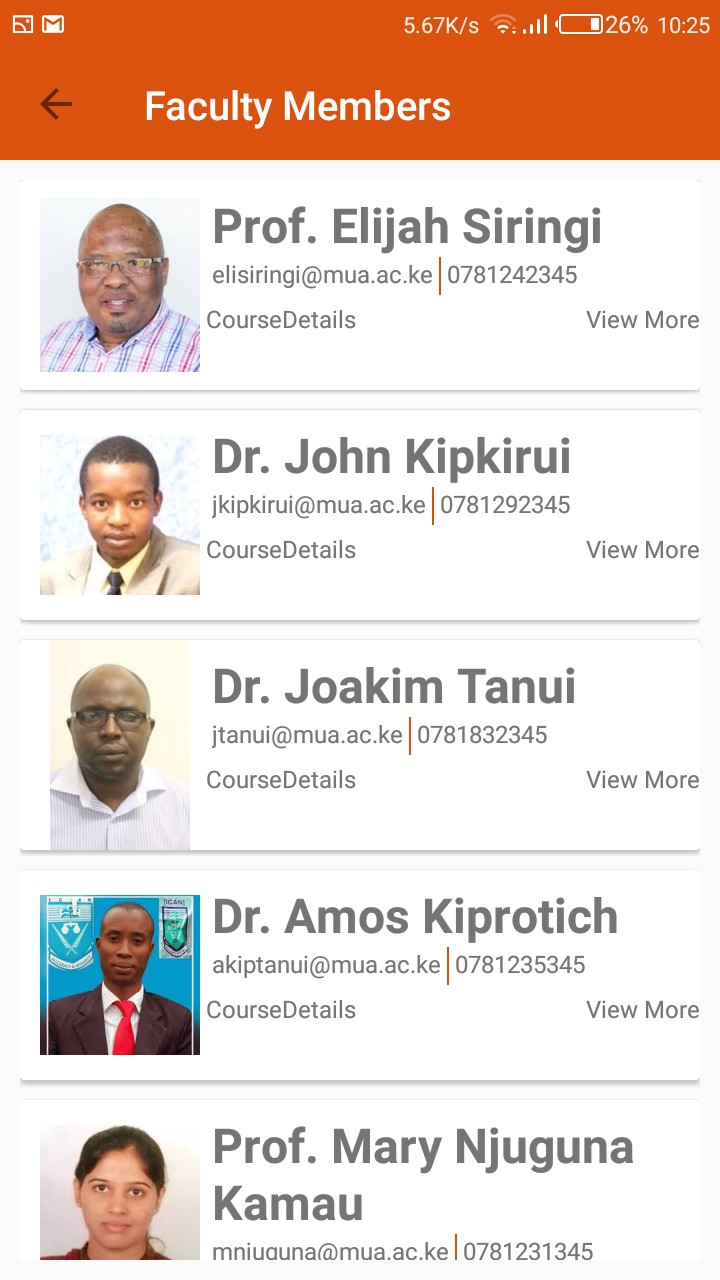 5.67K/s 26% 10:25
Faculty Members
Prof. Elijah Siringi
elisiringi@mua.ac.ke 0781242345
CourseDetails View More
Dr. John Kipkirui
jkipkirui@mua.ac.ke 0781292345
CourseDetails View More
Dr. Joakim Tanui
jtanui@mua.ac.ke 0781832345
CourseDetails View More
Dr. Amos Kiprotich
akiptanui@mua.ac.ke 0781235345
CourseDetails View More
Prof. Mary Njuguna
Kamau
mnjuguna@mua.ac.ke 0781231345